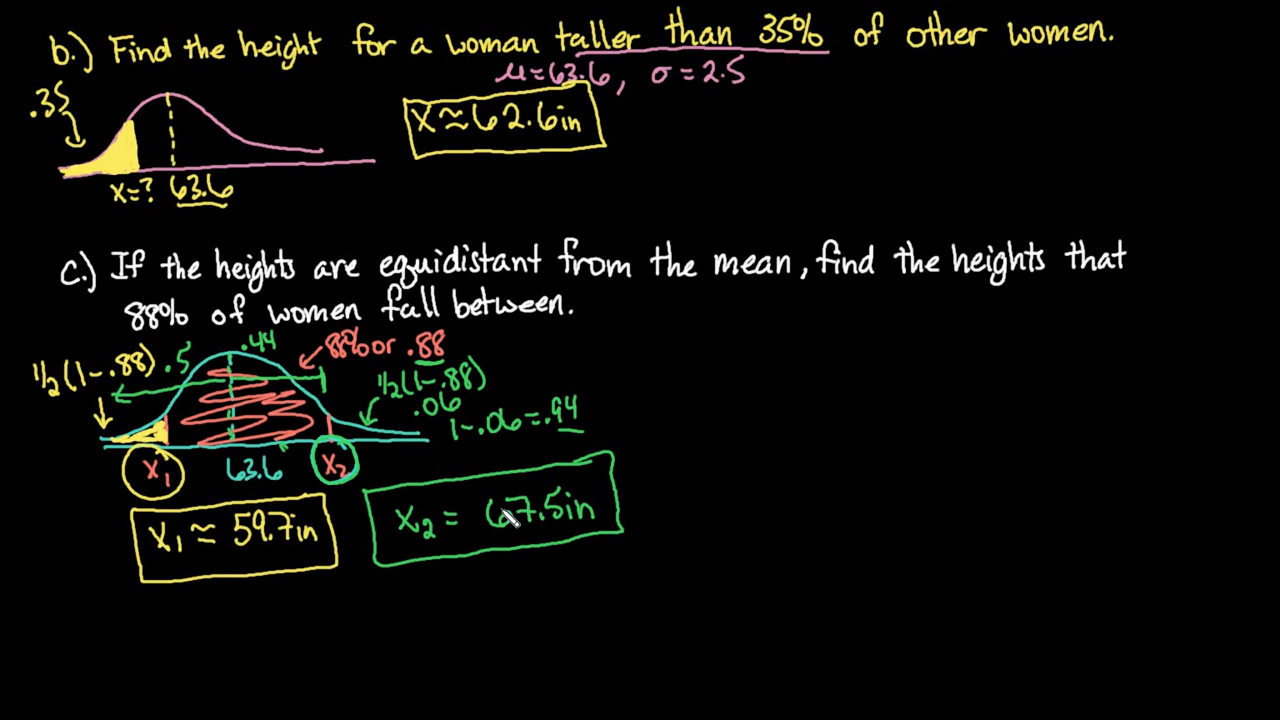 b.) Find the height for a woman taller than 35% of other women.
μ=63.6, σ=2.5
.35
X≃62.6in
x=? 63.6
c.) If the heights are equidistant from the mean, find the heights that
88% of women fall between.
½(1-.88) .5 .44 88% or .88
½(1-.88)
.06
1-.06=.94
X₁ 63.6 X₂
X₁ ≃ 59.7in
X₂ = 67.5in